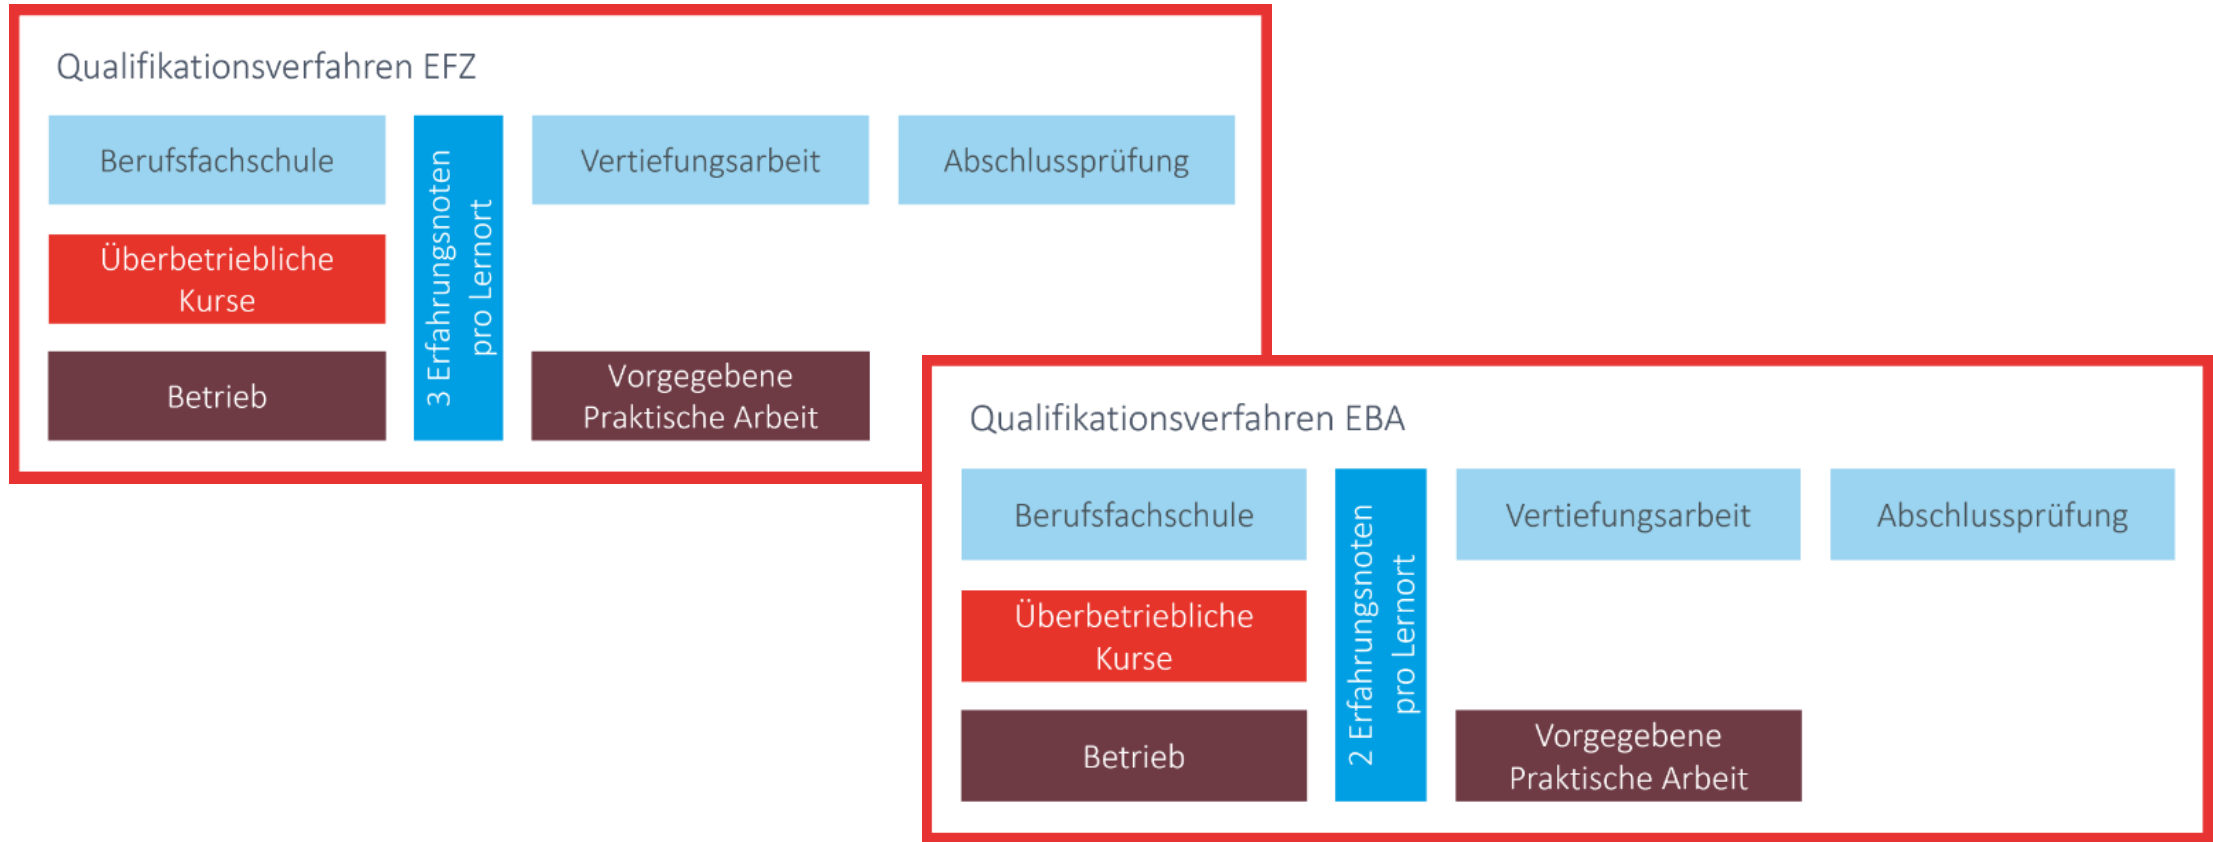 Qualifikationsverfahren EFZ
Berufsfachschule
Überbetriebliche
Kurse
Betrieb
3 Erfahrungsnoten
pro Lernort
Vertiefungsarbeit
Abschlussprüfung
Vorgegebene
Praktische Arbeit
Qualifikationsverfahren EBA
Berufsfachschule
Überbetriebliche
Kurse
Betrieb
2 Erfahrungsnoten
pro Lernort
Vertiefungsarbeit
Abschlussprüfung
Vorgegebene
Praktische Arbeit